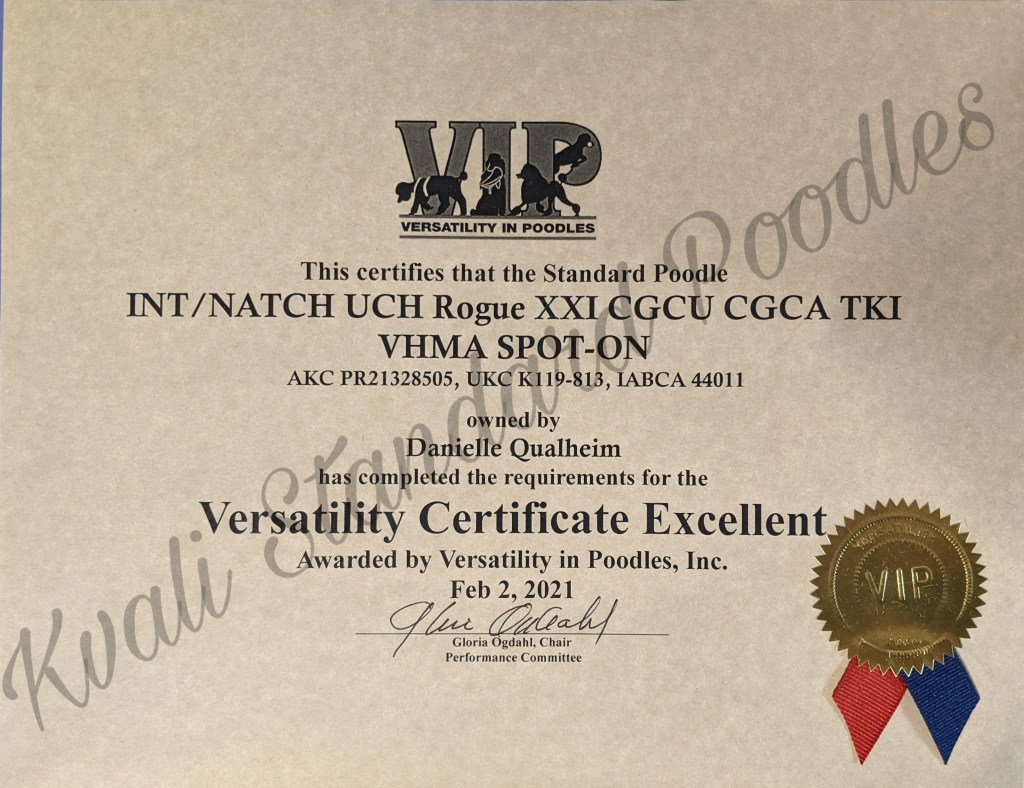 VIP
VERSATILITY IN POODLES
This certifies that the Standard Poodle
INT/NATCH UCH Rogue XXI CGCU CGCA TKI
VHMA SPOT-ON
AKC PR21328505, UKC K119-813, IABCA 44011
owned by
Danielle Qualheim
has completed the requirements for the
Versatility Certificate Excellent
Awarded by Versatility in Poodles, Inc.
Feb 2, 2021
Gloria Ogdahl
Gloria Ogdahl, Chair
Performance Committee
VIP
Kvali Standard Poodles